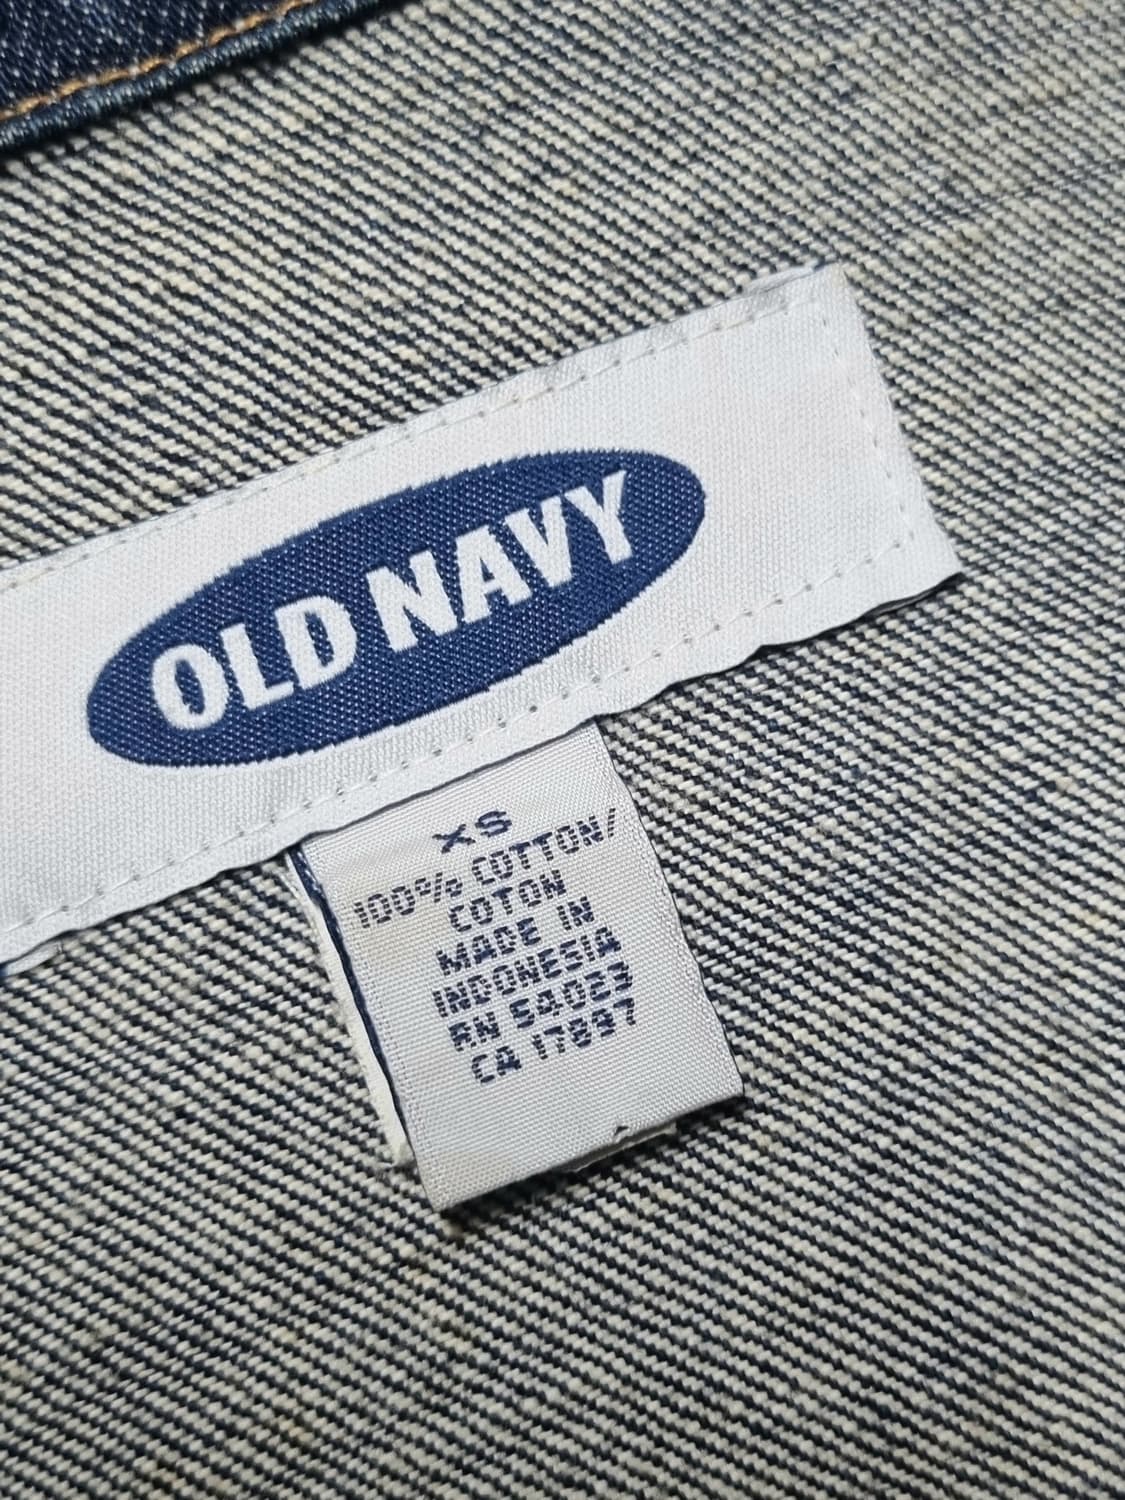 OLD NAVY
XS
100% COTTON/
COTON
MADE IN
INDONESIA
RN 54023
CA 17897